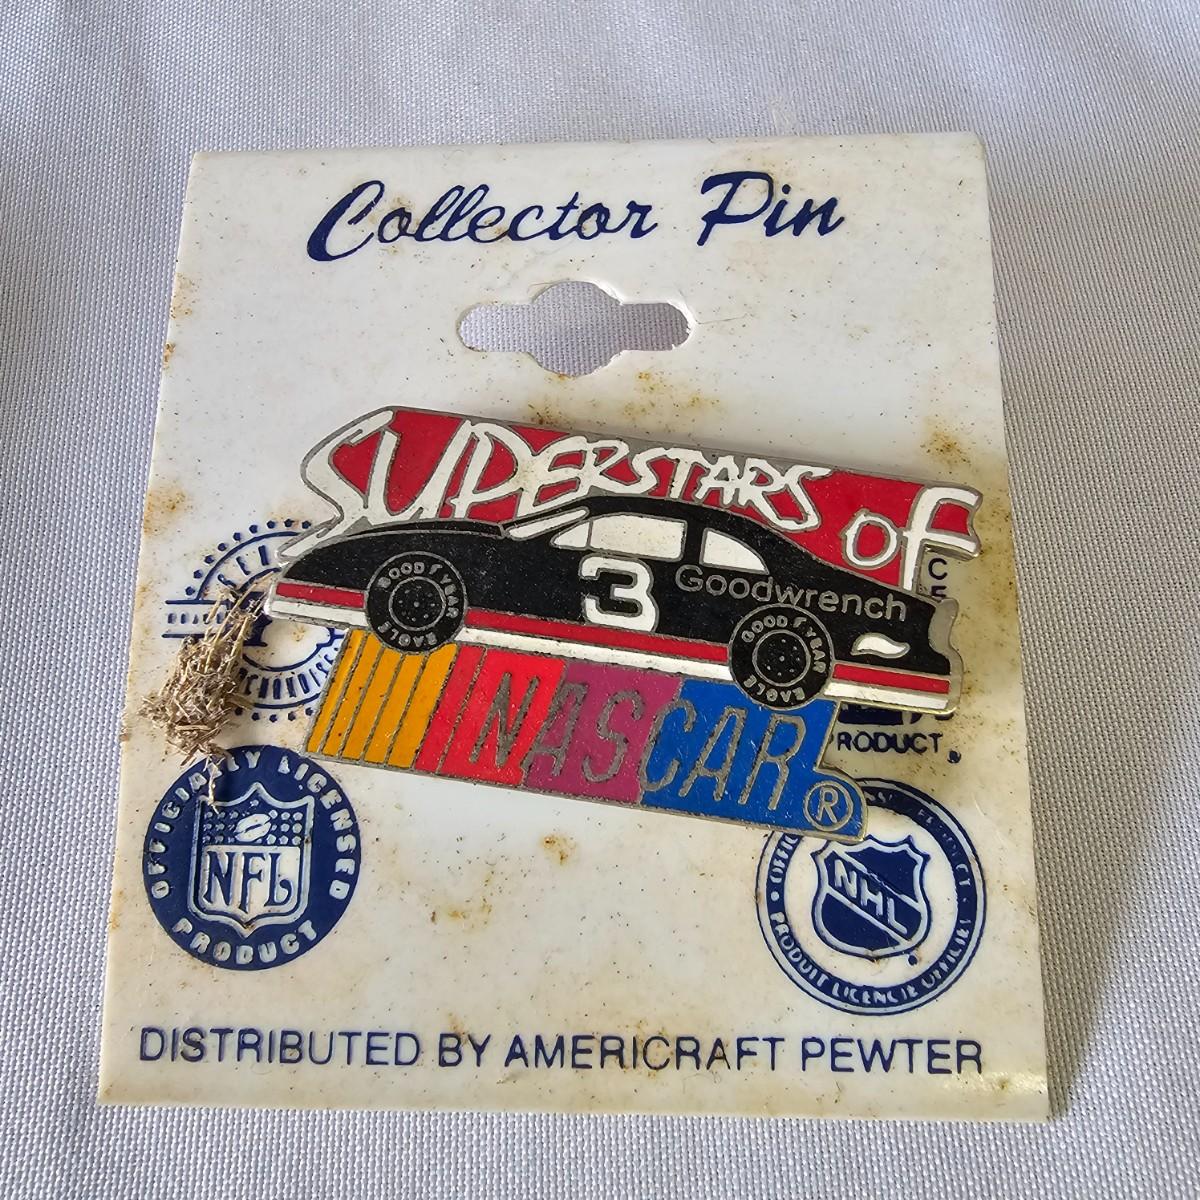 Collector Pin
SUPERSTARS OF
3 Goodwrench
GOOD YEAR
EAGLE
GOOD YEAR
EAGLE
NASCAR ®
PRODUCT
OFFICIALLY LICENSED
NFL
PRODUCT
NHL
DISTRIBUTED BY AMERICRAFT PEWTER